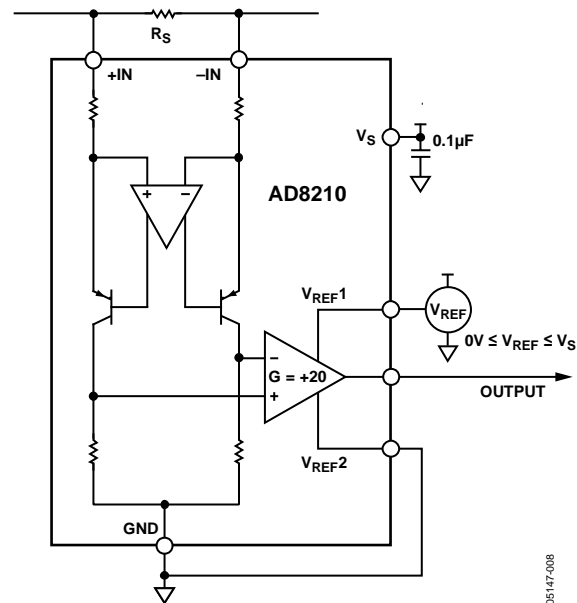 RS
+IN
–IN
VS
0.1µF
+
–
AD8210
VREF1
VREF
0V ≤ VREF ≤ VS
–
G = +20
+
OUTPUT
VREF2
GND
05147-008